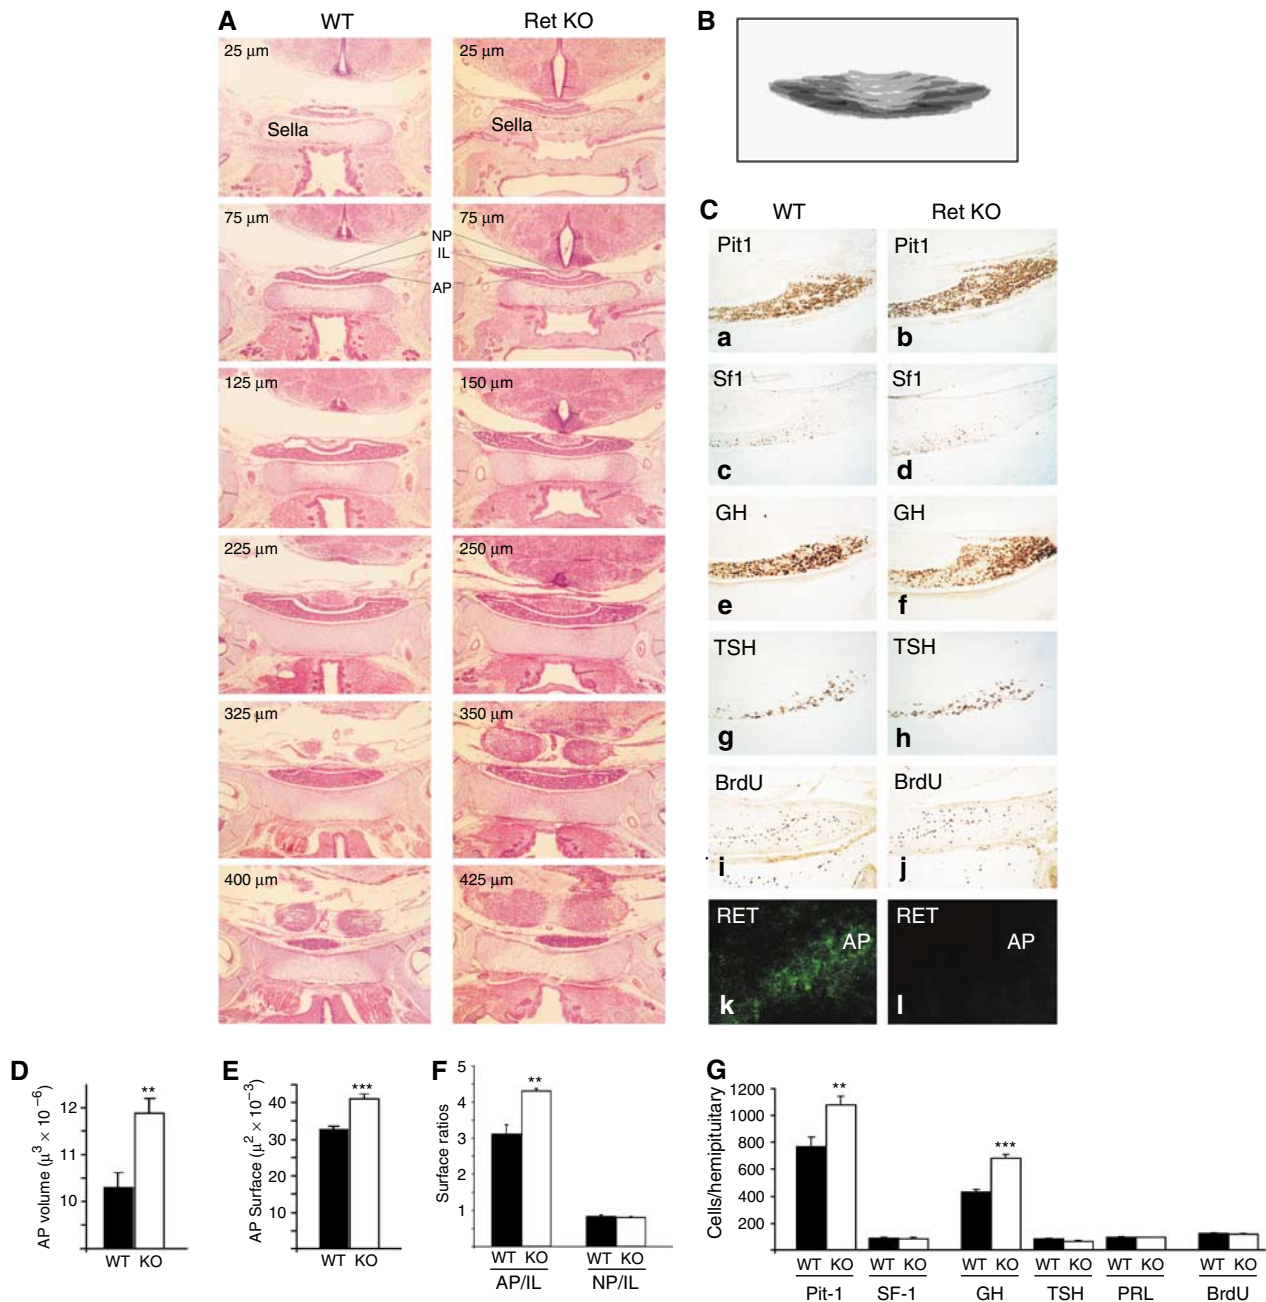 A
WT
Ret KO
25 μm
25 μm
Sella
Sella
75 μm
75 μm
NP
IL
AP
125 μm
150 μm
225 μm
250 μm
325 μm
350 μm
400 μm
425 μm
B
C
WT
Ret KO
Pit1
Pit1
a
b
Sf1
Sf1
c
d
GH
GH
e
f
TSH
TSH
g
h
BrdU
BrdU
i
j
RET
RET
AP
AP
k
l
D
AP volume (μ³ × 10⁻⁶)
12
11
10
**
WT KO
E
AP Surface (μ² × 10⁻³)
40
30
20
10
***
WT KO
F
Surface ratios
5
4
3
2
1
**
WT KO WT KO
AP/IL NP/IL
G
Cells/hemipituitary
1200
1000
800
600
400
200
**
***
WT KO WT KO WT KO WT KO WT KO WT KO
Pit-1 SF-1 GH TSH PRL BrdU